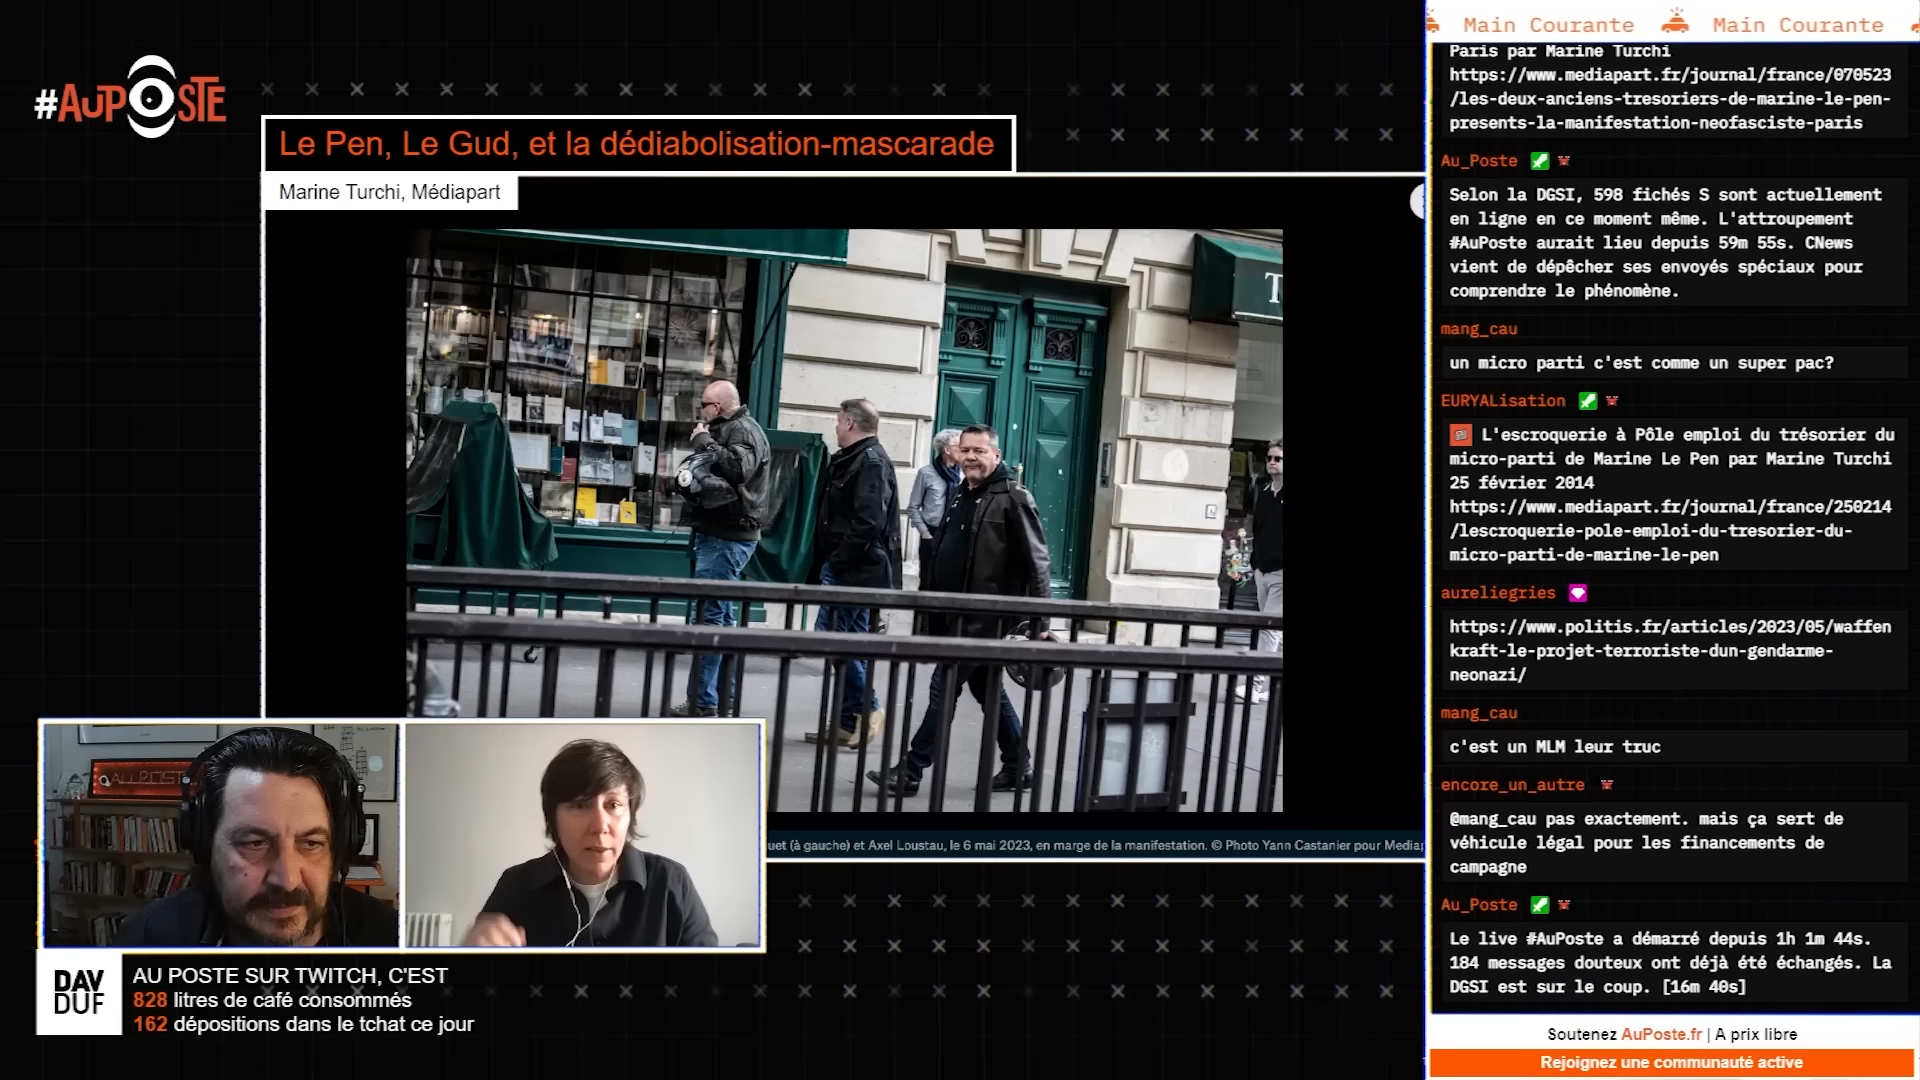 #AUPOSTE
Le Pen, Le Gud, et la dédiabolisation-mascarade
Marine Turchi, Médiapart
T
AU POSTE
uet (à gauche) et Axel Loustau, le 6 mai 2023, en marge de la manifestation. © Photo Yann Castanier pour Mediap
DAV
DUF
AU POSTE SUR TWITCH, C'EST
828 litres de café consommés
162 dépositions dans le tchat ce jour
Main Courante Main Courante
Paris par Marine Turchi
https://www.mediapart.fr/journal/france/070523
/les-deux-anciens-tresoriers-de-marine-le-pen-
presents-la-manifestation-neofasciste-paris
Au_Poste
Selon la DGSI, 598 fichés S sont actuellement
en ligne en ce moment même. L'attroupement
#AuPoste aurait lieu depuis 59m 55s. CNews
vient de dépêcher ses envoyés spéciaux pour
comprendre le phénomène.
mang_cau
un micro parti c'est comme un super pac?
EURYALisation
L'escroquerie à Pôle emploi du trésorier du
micro-parti de Marine Le Pen par Marine Turchi
25 février 2014
https://www.mediapart.fr/journal/france/250214
/lescroquerie-pole-emploi-du-tresorier-du-
micro-parti-de-marine-le-pen
aureliegries
https://www.politis.fr/articles/2023/05/waffen
kraft-le-projet-terroriste-dun-gendarme-
neonazi/
mang_cau
c'est un MLM leur truc
encore_un_autre
@mang_cau pas exactement. mais ça sert de
véhicule légal pour les financements de
campagne
Au_Poste
Le live #AuPoste a démarré depuis 1h 1m 44s.
184 messages douteux ont déjà été échangés. La
DGSI est sur le coup. [16m 40s]
Soutenez AuPoste.fr | A prix libre
Rejoignez une communauté active